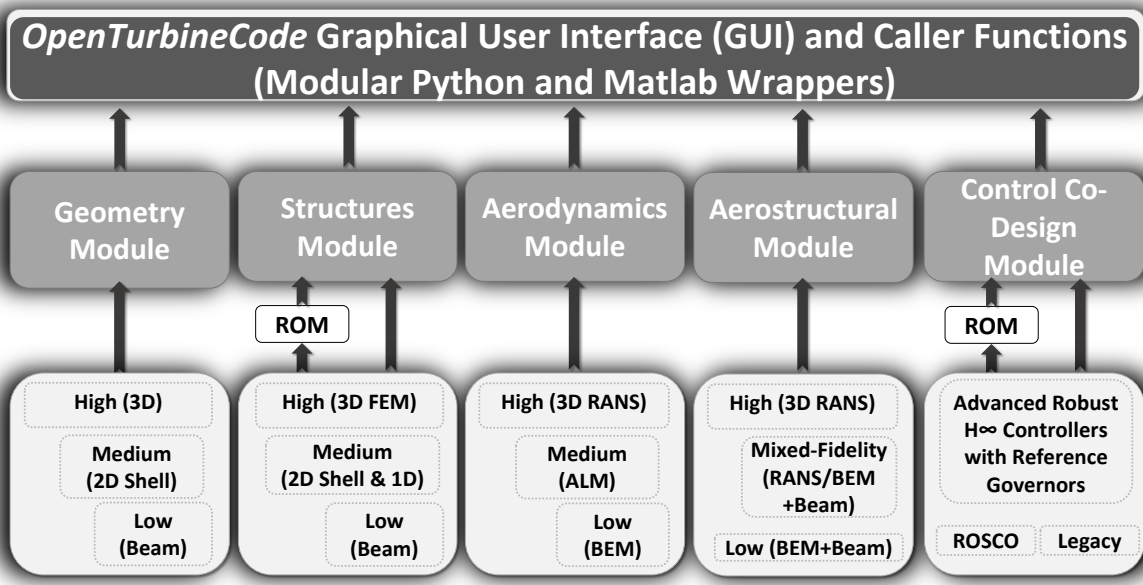 OpenTurbineCode Graphical User Interface (GUI) and Caller Functions
(Modular Python and Matlab Wrappers)
Geometry
Module
Structures
Module
Aerodynamics
Module
Aerostructural
Module
Control Co-
Design
Module
ROM
ROM
High (3D)
Medium
(2D Shell)
Low
(Beam)
High (3D FEM)
Medium
(2D Shell & 1D)
Low
(Beam)
High (3D RANS)
Medium
(ALM)
Low
(BEM)
High (3D RANS)
Mixed-Fidelity
(RANS/BEM
+Beam)
Low (BEM+Beam)
Advanced Robust
H∞ Controllers
with Reference
Governors
ROSCO
Legacy